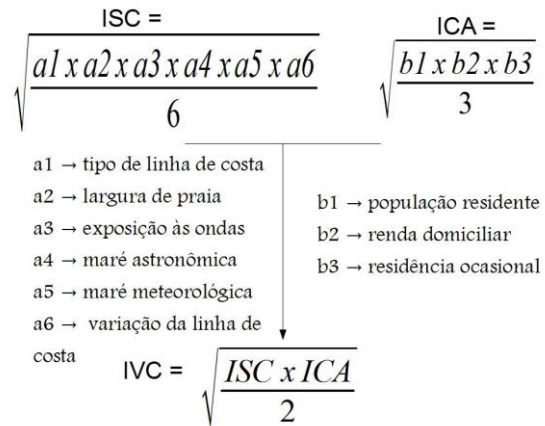 ISC =
√(a1 x a2 x a3 x a4 x a5 x a6 / 6)
ICA =
√(b1 x b2 x b3 / 3)
a1 → tipo de linha de costa
a2 → largura de praia
a3 → exposição às ondas
a4 → maré astronômica
a5 → maré meteorológica
a6 → variação da linha de
costa
b1 → população residente
b2 → renda domiciliar
b3 → residência ocasional
IVC = √(ISC x ICA / 2)